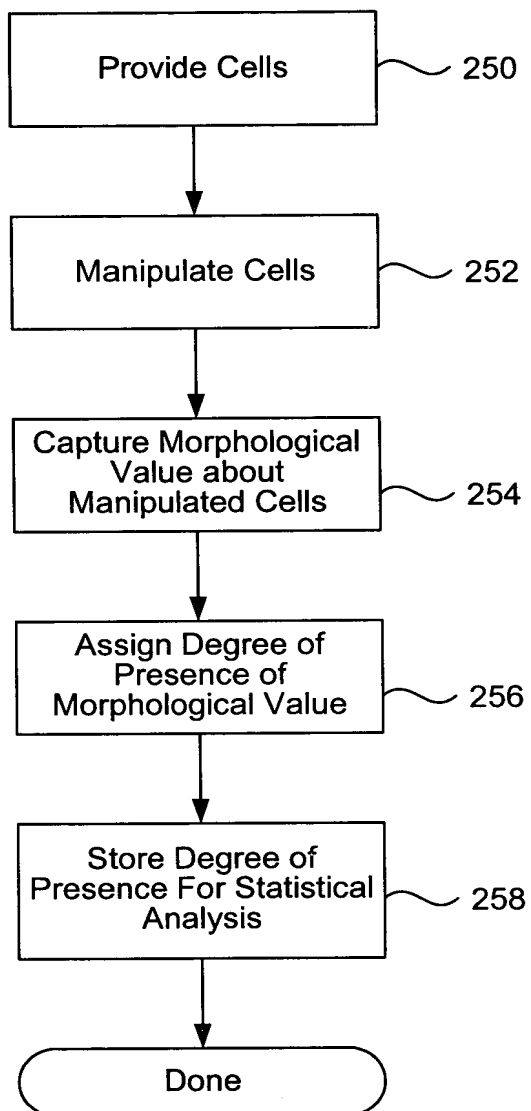 Provide Cells
250
Manipulate Cells
252
Capture Morphological
Value about
Manipulated Cells
254
Assign Degree of
Presence of
Morphological Value
256
Store Degree of
Presence For Statistical
Analysis
258
Done